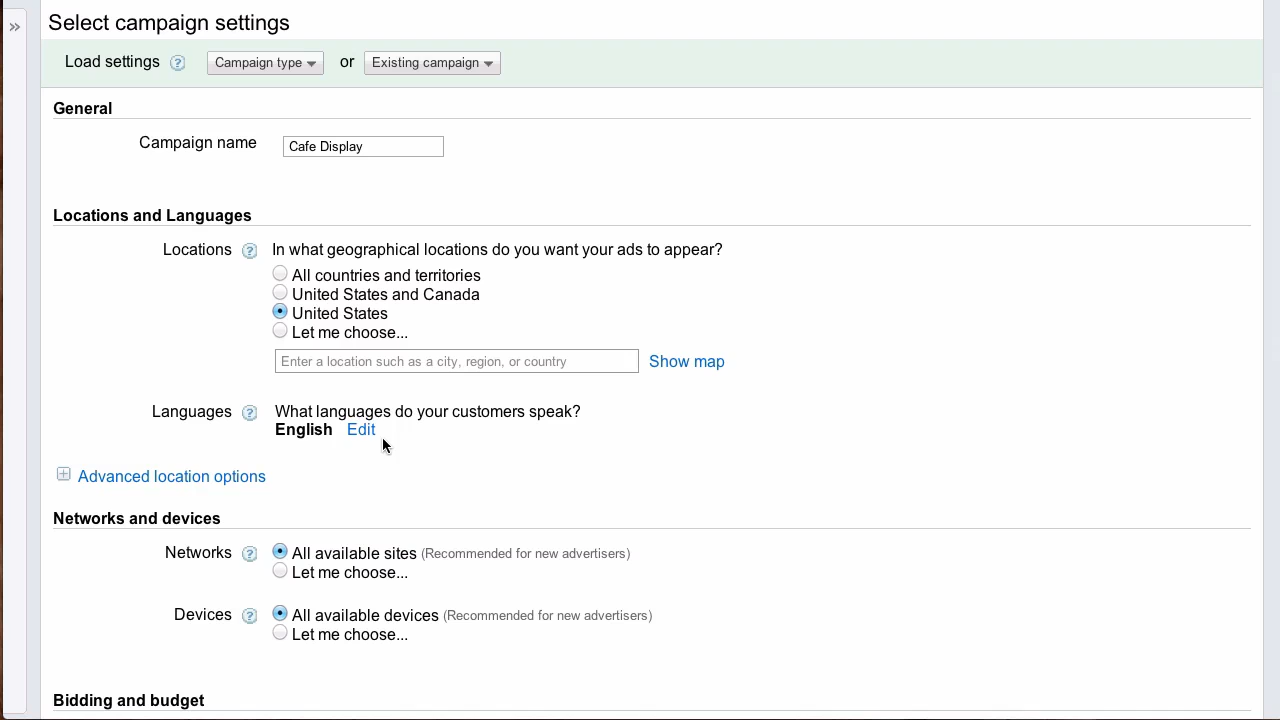 »
Select campaign settings
Load settings ? Campaign type or Existing campaign
General
Campaign name Cafe Display
Locations and Languages
Locations ? In what geographical locations do you want your ads to appear?
All countries and territories
United States and Canada
United States
Let me choose...
Enter a location such as a city, region, or country Show map
Languages ? What languages do your customers speak?
English Edit
Advanced location options
Networks and devices
Networks ? All available sites (Recommended for new advertisers)
Let me choose...
Devices ? All available devices (Recommended for new advertisers)
Let me choose...
Bidding and budget